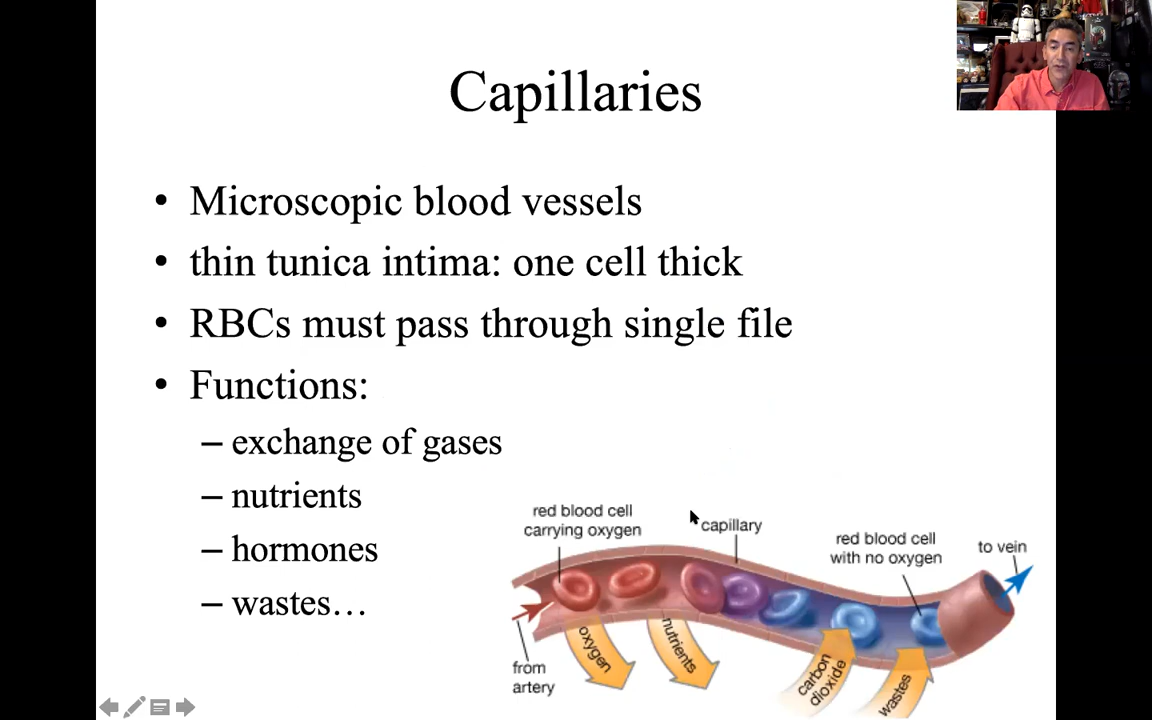 Capillaries
• Microscopic blood vessels
• thin tunica intima: one cell thick
• RBCs must pass through single file
• Functions:
– exchange of gases
– nutrients
– hormones
– wastes…
red blood cell
carrying oxygen
capillary
red blood cell
with no oxygen
to vein
from
artery
oxygen
nutrients
carbon
dioxide
wastes